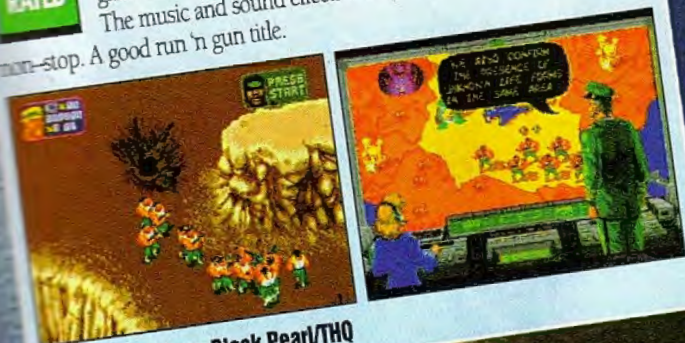 RATED
The music and sound
non-stop. A good run 'n gun title.
PRESS
START
WE ALSO CONFIRM
THE PRESENCE OF
UNKNOWN LIFE FORMS
IN THE SAME AREA
Black Pearl/THQ